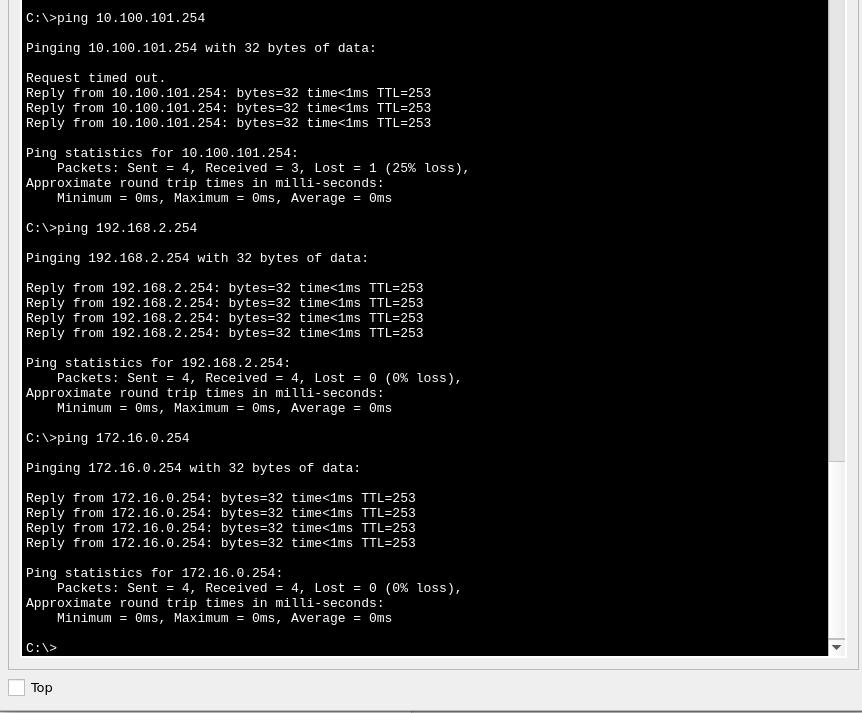 C:\>ping 10.100.101.254
Pinging 10.100.101.254 with 32 bytes of data:
Request timed out.
Reply from 10.100.101.254: bytes=32 time<1ms TTL=253
Reply from 10.100.101.254: bytes=32 time<1ms TTL=253
Reply from 10.100.101.254: bytes=32 time<1ms TTL=253
Ping statistics for 10.100.101.254:
    Packets: Sent = 4, Received = 3, Lost = 1 (25% loss),
Approximate round trip times in milli-seconds:
    Minimum = 0ms, Maximum = 0ms, Average = 0ms
C:\>ping 192.168.2.254
Pinging 192.168.2.254 with 32 bytes of data:
Reply from 192.168.2.254: bytes=32 time<1ms TTL=253
Reply from 192.168.2.254: bytes=32 time<1ms TTL=253
Reply from 192.168.2.254: bytes=32 time<1ms TTL=253
Reply from 192.168.2.254: bytes=32 time<1ms TTL=253
Ping statistics for 192.168.2.254:
    Packets: Sent = 4, Received = 4, Lost = 0 (0% loss),
Approximate round trip times in milli-seconds:
    Minimum = 0ms, Maximum = 0ms, Average = 0ms
C:\>ping 172.16.0.254
Pinging 172.16.0.254 with 32 bytes of data:
Reply from 172.16.0.254: bytes=32 time<1ms TTL=253
Reply from 172.16.0.254: bytes=32 time<1ms TTL=253
Reply from 172.16.0.254: bytes=32 time<1ms TTL=253
Reply from 172.16.0.254: bytes=32 time<1ms TTL=253
Ping statistics for 172.16.0.254:
    Packets: Sent = 4, Received = 4, Lost = 0 (0% loss),
Approximate round trip times in milli-seconds:
    Minimum = 0ms, Maximum = 0ms, Average = 0ms
C:\>
Top